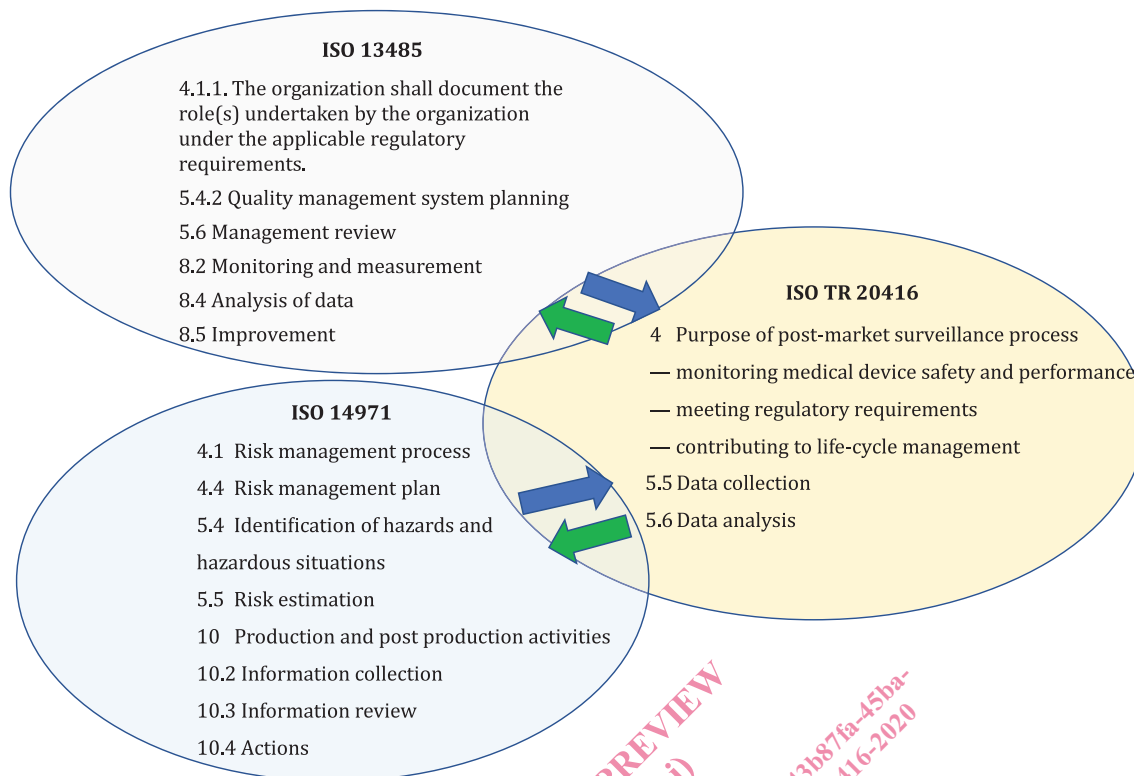 ISO 13485
4.1.1. The organization shall document the
role(s) undertaken by the organization
under the applicable regulatory
requirements.
5.4.2 Quality management system planning
5.6 Management review
8.2 Monitoring and measurement
8.4 Analysis of data
8.5 Improvement
ISO TR 20416
4 Purpose of post-market surveillance process
— monitoring medical device safety and performance
— meeting regulatory requirements
— contributing to life-cycle management
5.5 Data collection
5.6 Data analysis
ISO 14971
4.1 Risk management process
4.4 Risk management plan
5.4 Identification of hazards and
hazardous situations
5.5 Risk estimation
10 Production and post production activities
10.2 Information collection
10.3 Information review
10.4 Actions
PREVIEW
3b87fa-45ba-
416-2020